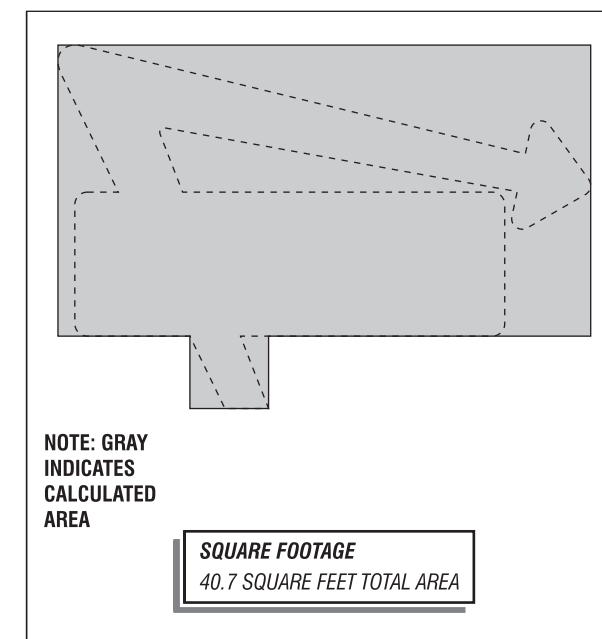 NOTE: GRAY
INDICATES
CALCULATED
AREA
SQUARE FOOTAGE
40.7 SQUARE FEET TOTAL AREA